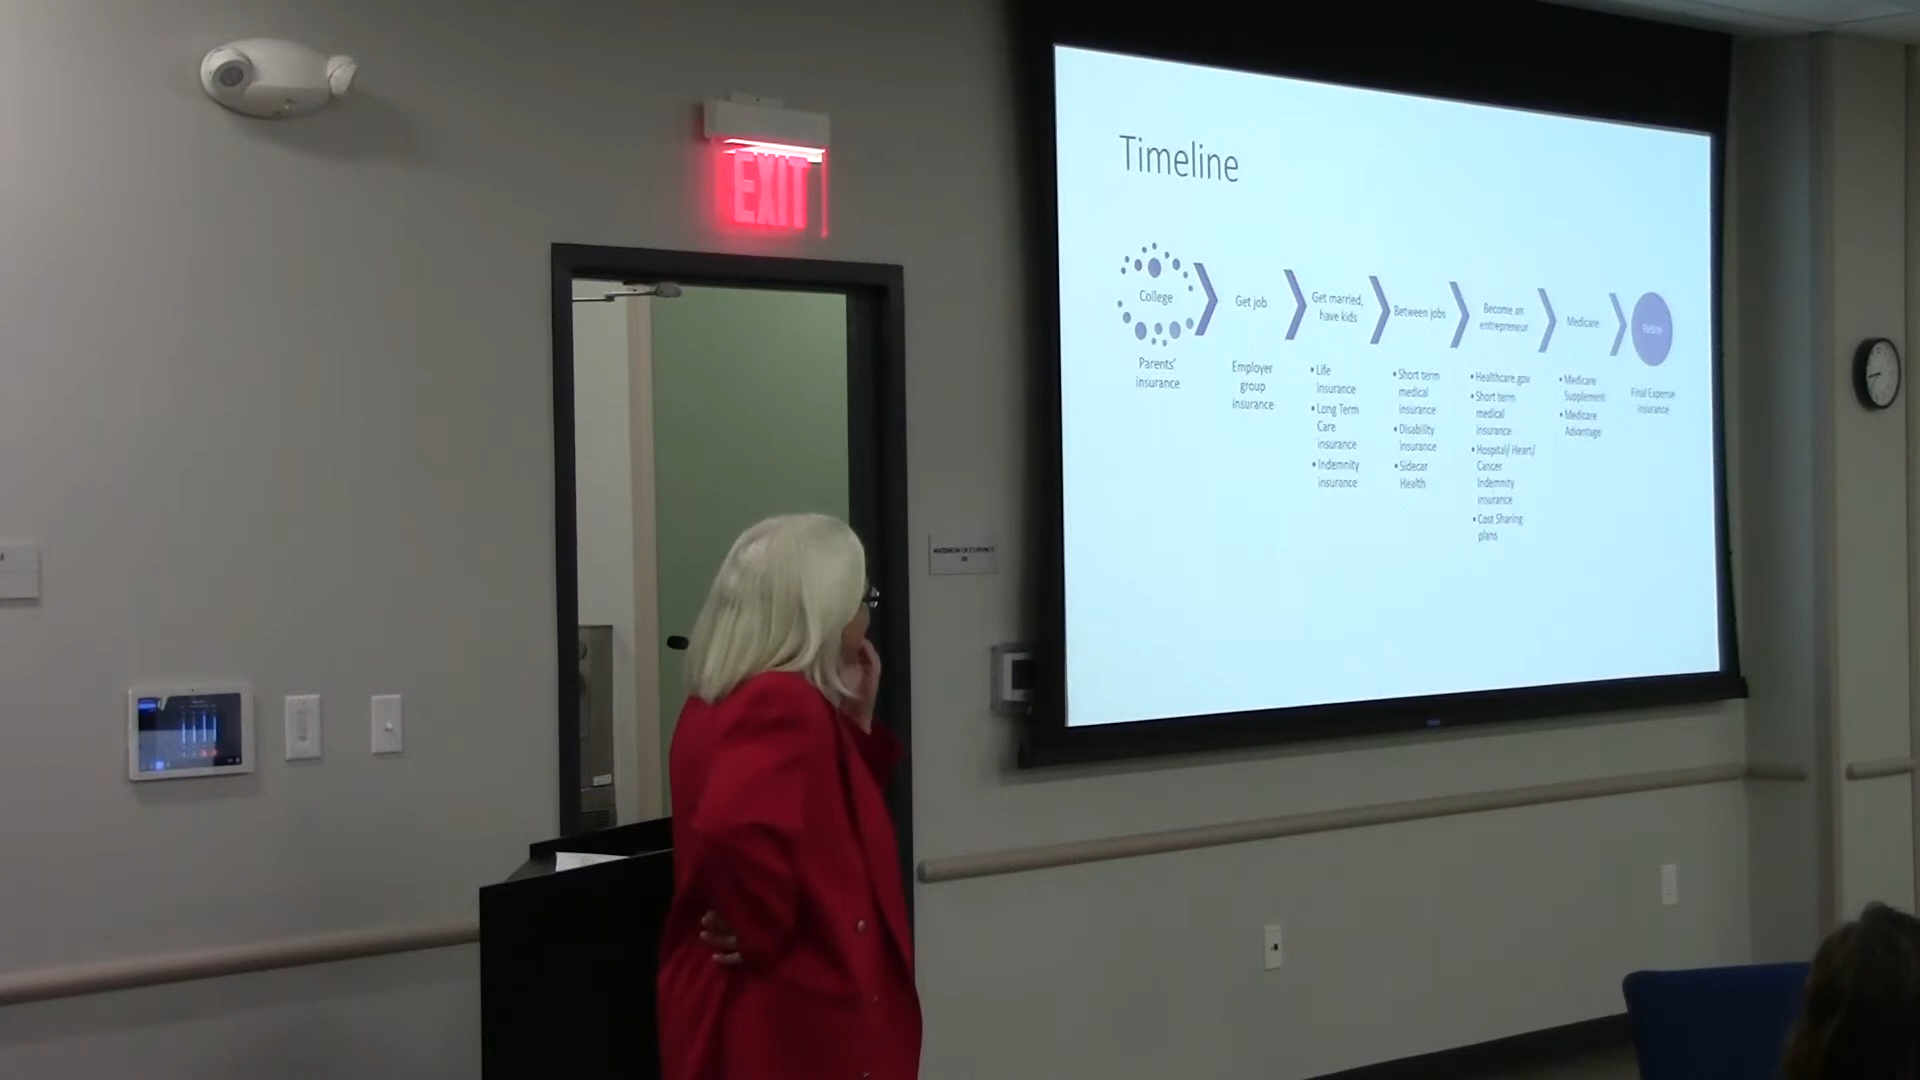 EXIT
Timeline
College
Get job
Get married,
have kids
Between jobs
Become an
entrepreneur
Medicare
Retire
Parents'
insurance
Employer
group
insurance
• Life
insurance
• Long Term
Care
insurance
• Indemnity
insurance
• Short term
medical
insurance
• Disability
insurance
• Sidecar
Health
• Healthcare.gov
• Short term
medical
insurance
• Hospital/ Heart/
Cancer
Indemnity
insurance
• Cost Sharing
plans
• Medicare
Supplement
• Medicare
Advantage
Final Expense
insurance